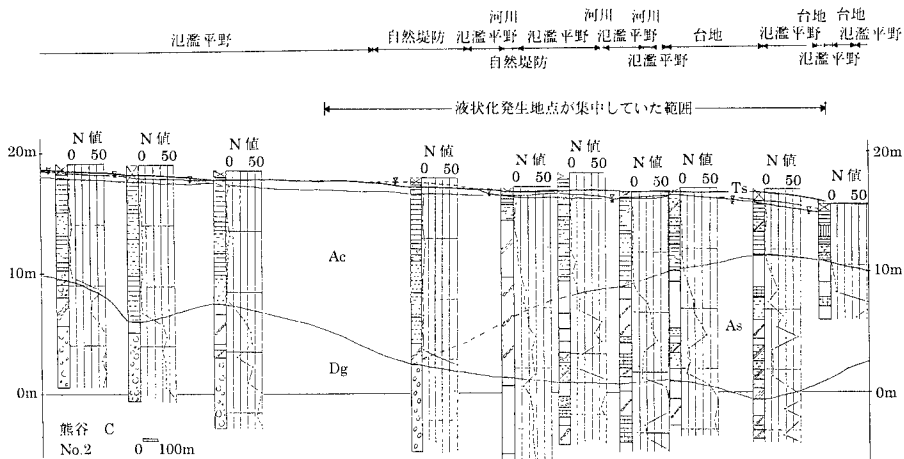 河川 河川 河川 台地 台地
氾濫平野 自然堤防 氾濫平野 氾濫平野 氾濫平野 台地 氾濫平野 氾濫平野
自然堤防 氾濫平野 氾濫平野
液状化発生地点が集中していた範囲
20m 20m
N値 N値 N値 N値 N値 N値 N値 N値 N値 N値
0 50 0 50 0 50 0 50 0 50 0 50 0 50 0 50 0 50 0 50
Ts
Ac
10m 10m
As
Dg
0m 0m
熊谷 C
No.2 0 100m